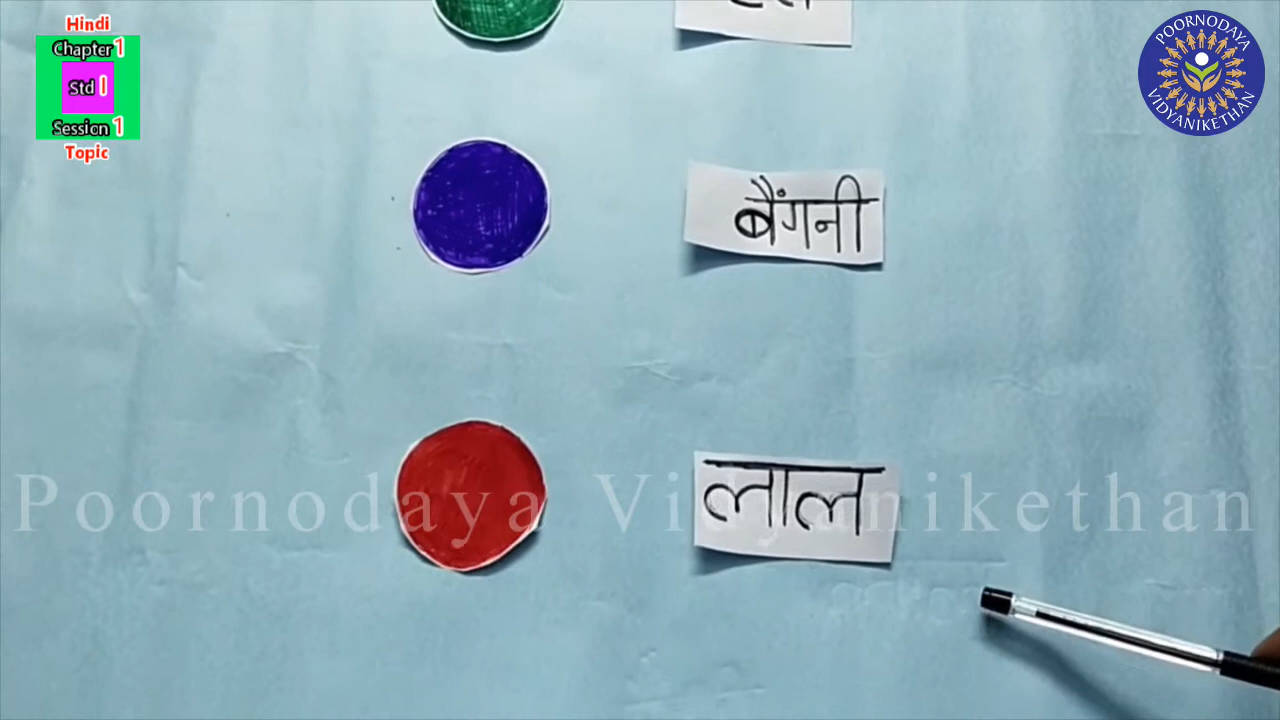 Hindi
Chapter 1
Std I
Session 1
Topic
POORNODAYA
VIDYANIKETHAN
बैंगनी
लाल
Poornodaya Vidyanikethan